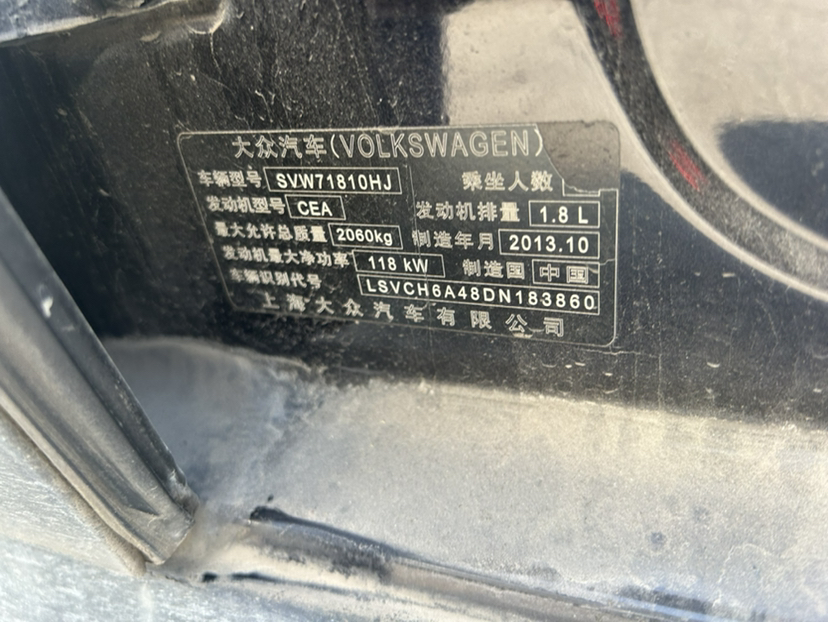 大众汽车(VOLKSWAGEN)
车辆型号 SVW71810HJ 乘坐人数
发动机型号 CEA 发动机排量 1.8 L
最大允许总质量 2060kg 制造年月 2013.10
发动机最大净功率 118 kW 制造国 中国
车辆识别代号 LSVCH6A48DN183860
上海大众汽车有限公司